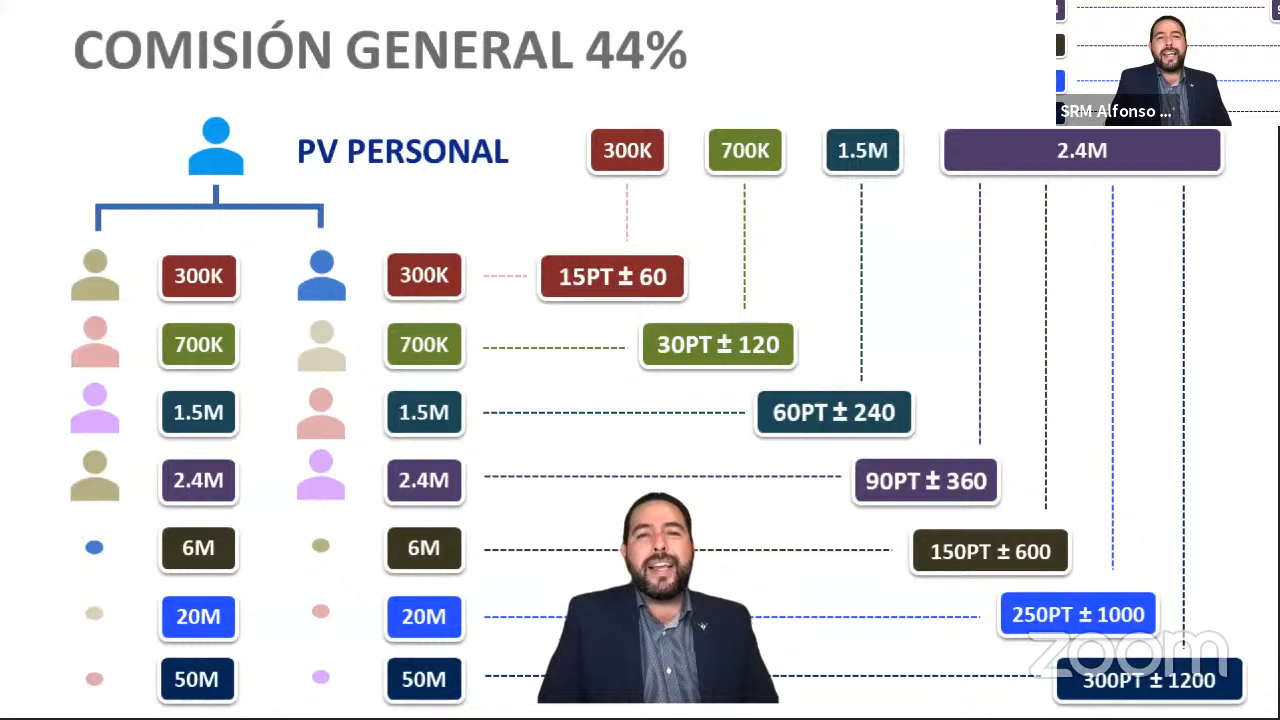 COMISIÓN GENERAL 44%
SRM Alfonso ...
PV PERSONAL 300K 700K 1.5M 2.4M
300K 300K 15PT ± 60
700K 700K 30PT ± 120
1.5M 1.5M 60PT ± 240
2.4M 2.4M 90PT ± 360
6M 6M 150PT ± 600
20M 20M 250PT ± 1000
zoom
50M 50M 300PT ± 1200